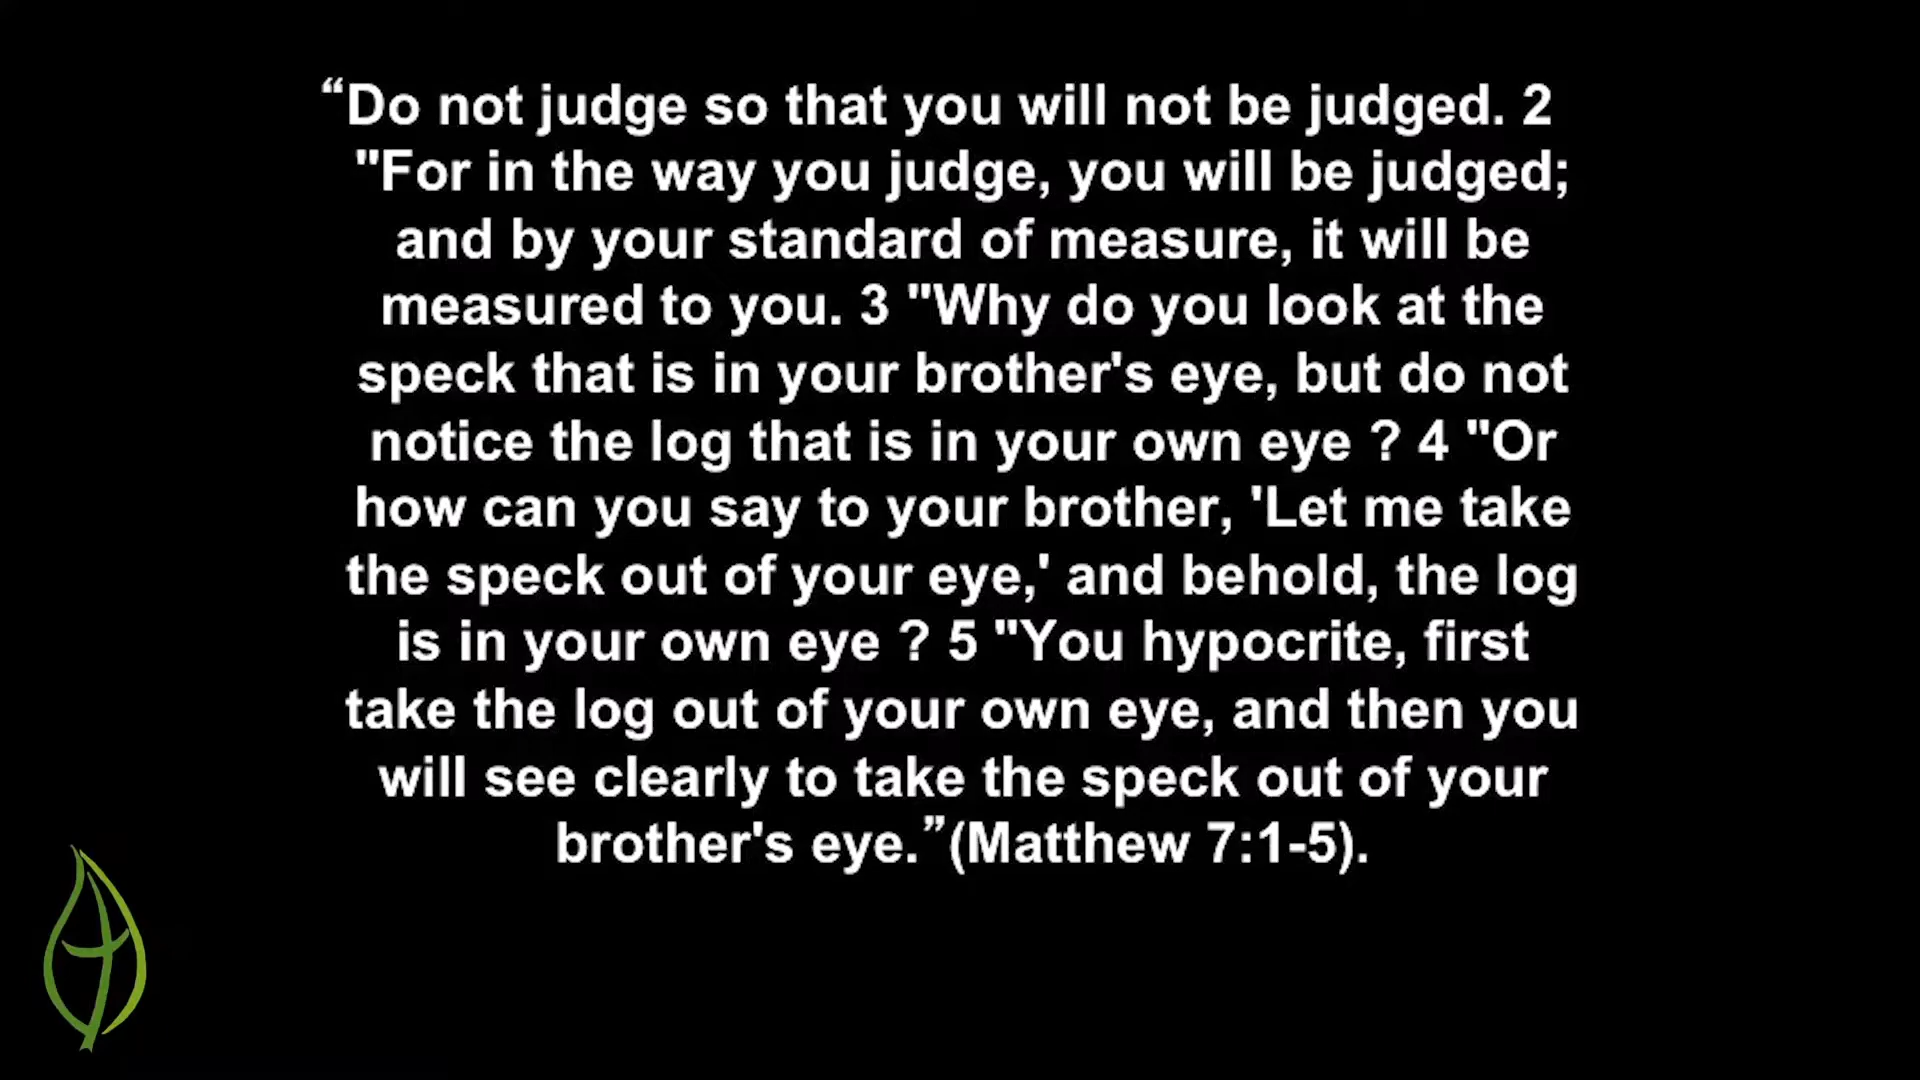 “Do not judge so that you will not be judged. 2
"For in the way you judge, you will be judged;
and by your standard of measure, it will be
measured to you. 3 "Why do you look at the
speck that is in your brother's eye, but do not
notice the log that is in your own eye ? 4 "Or
how can you say to your brother, 'Let me take
the speck out of your eye,' and behold, the log
is in your own eye ? 5 "You hypocrite, first
take the log out of your own eye, and then you
will see clearly to take the speck out of your
brother's eye.”(Matthew 7:1-5).